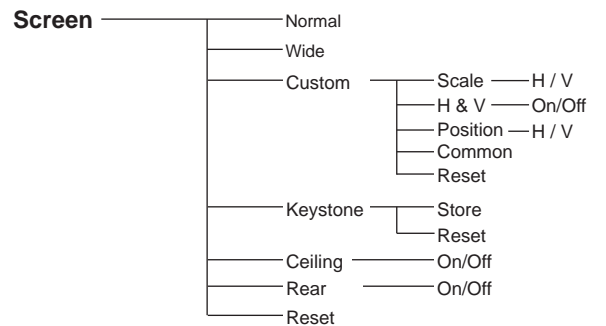 Screen Normal
Wide
Custom Scale H / V
H & V On/Off
Position H / V
Common
Reset
Keystone Store
Reset
Ceiling On/Off
Rear On/Off
Reset